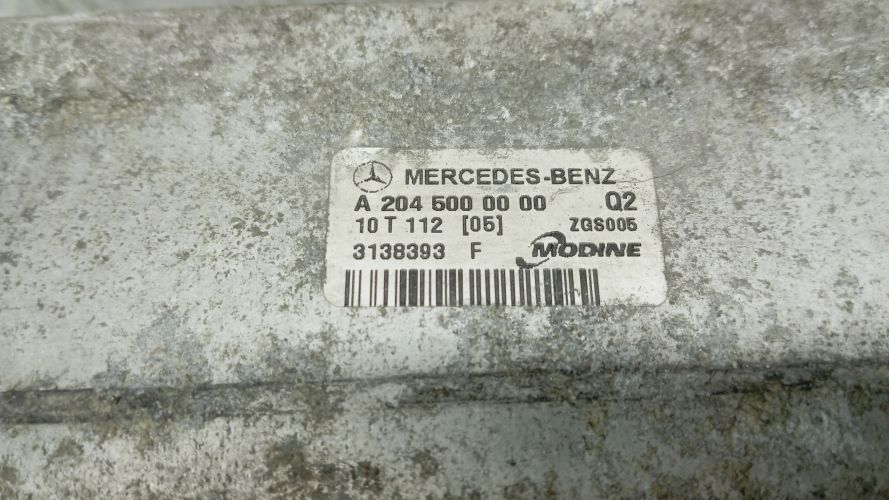 MERCEDES-BENZ
A 204 500 00 00 Q2
10 T 112 [05] ZGS005
3138393 F MODINE